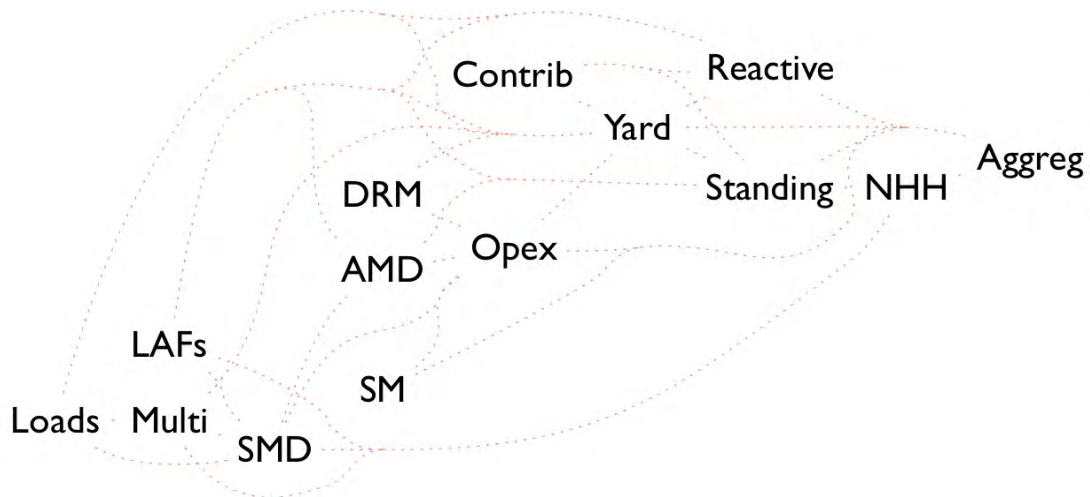 Contrib
Reactive
Yard
Aggreg
DRM
Standing
NHH
Opex
AMD
LAFs
SM
Loads
Multi
SMD